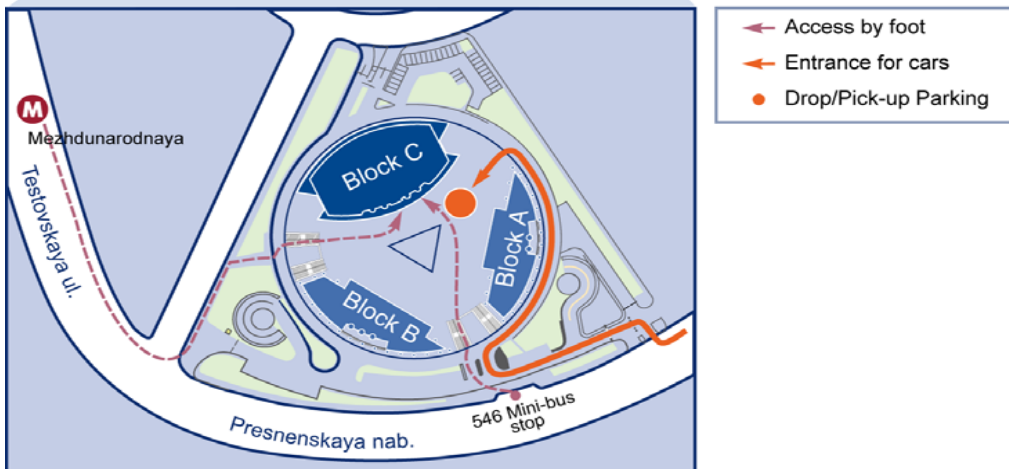 M
Mezhdunarodnaya
Testovskaya ul.
Block C
Block A
Block B
546 Mini-bus
stop
Presnenskaya nab.
Access by foot
Entrance for cars
Drop/Pick-up Parking